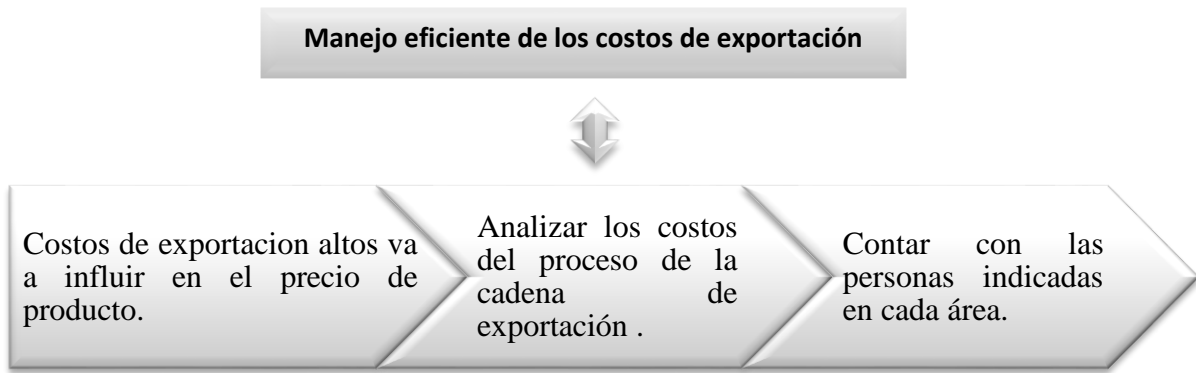 Manejo eficiente de los costos de exportación
Costos de exportacion altos va
a influir en el precio de
producto.
Analizar los costos
del proceso de la
cadena de
exportación .
Contar con las
personas indicadas
en cada área.